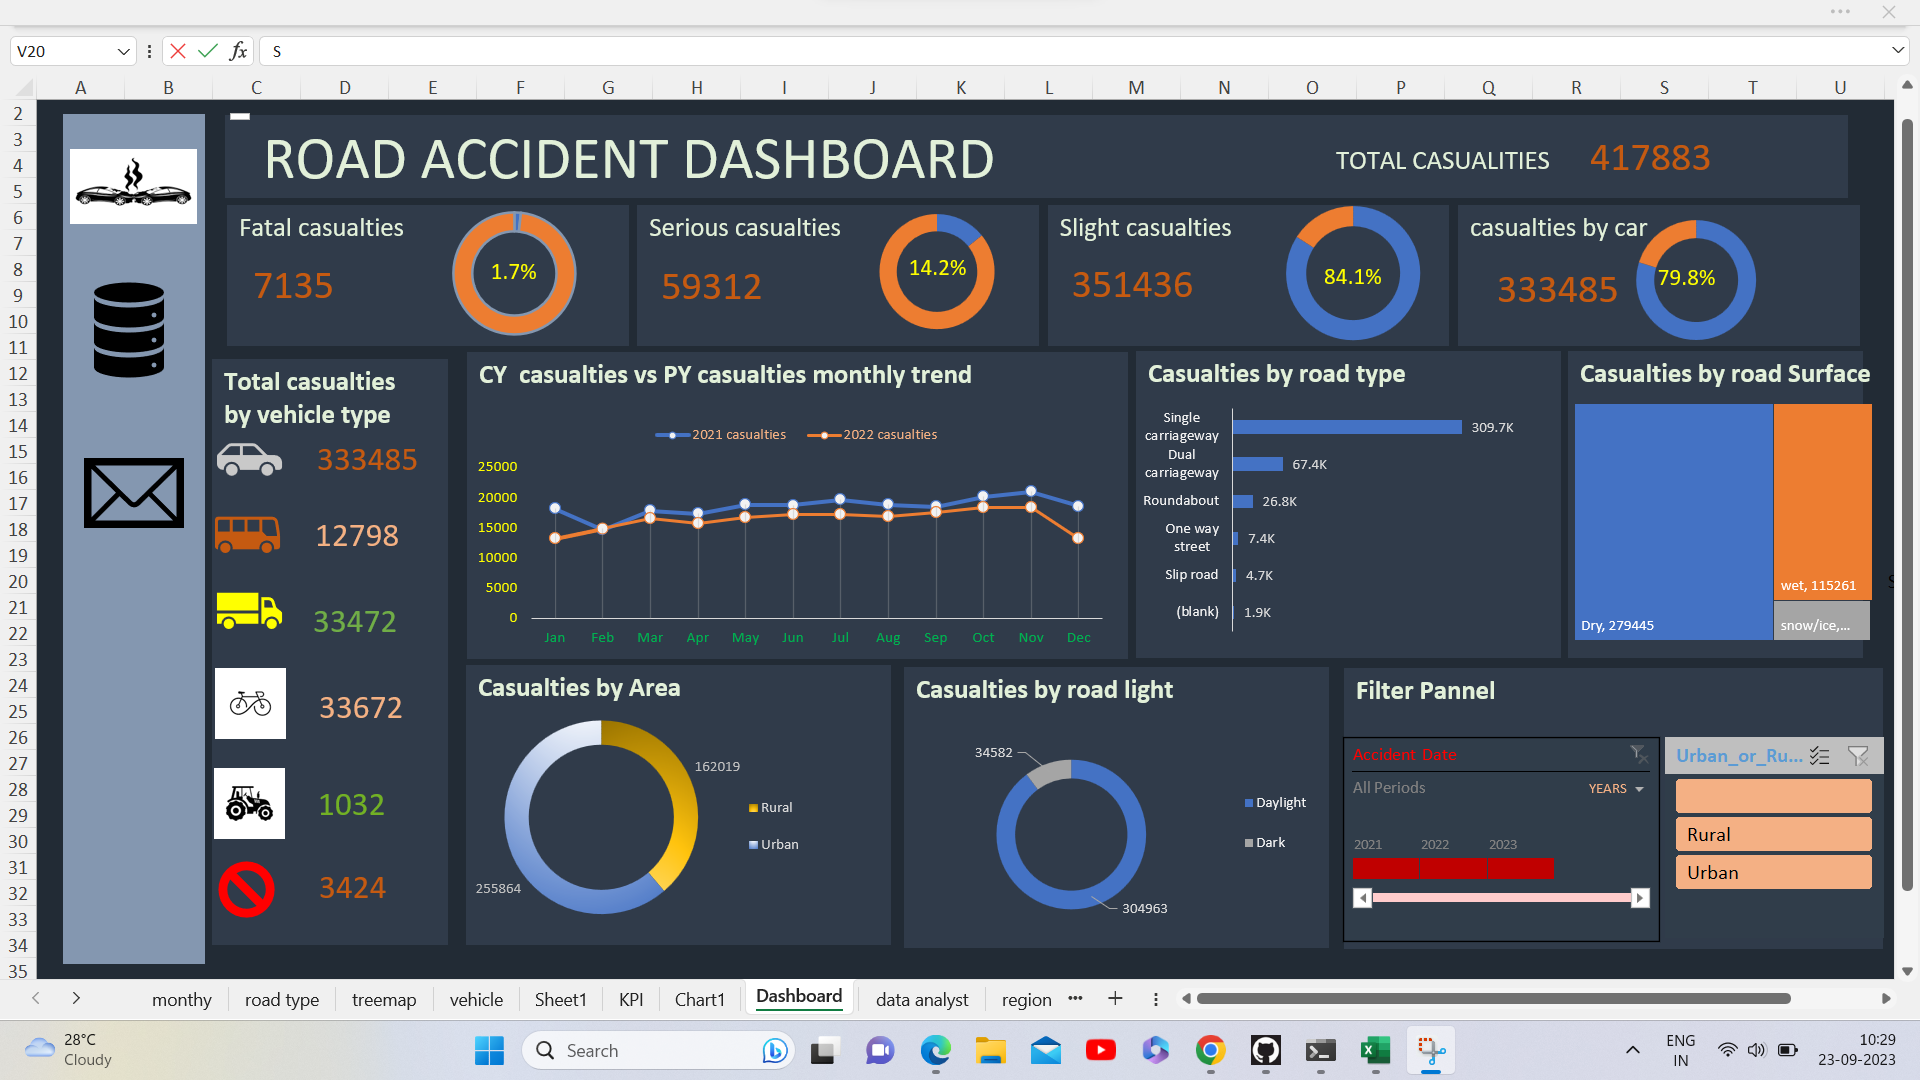 V20
fx
S
A B C D E F G H I J K L M N O P Q R S T U
2
3
4
5
6
7
8
9
10
11
12
13
14
15
16
17
18
19
20
21
22
23
24
25
26
27
28
29
30
31
32
33
34
35
ROAD ACCIDENT DASHBOARD
TOTAL CASUALITIES 417883
Fatal casualties
7135
1.7%
Serious casualties
59312
14.2%
Slight casualties
351436
84.1%
casualties by car
333485
79.8%
Total casualties
by vehicle type
333485
12798
33472
33672
1032
3424
CY  casualties vs PY casualties monthly trend
2021 casualties 2022 casualties
25000
20000
15000
10000
5000
0
Jan Feb Mar Apr May Jun Jul Aug Sep Oct Nov Dec
Casualties by road type
Single
carriageway
309.7K
Dual
carriageway
67.4K
Roundabout 26.8K
One way
street
7.4K
Slip road 4.7K
(blank) 1.9K
Casualties by road Surface
Dry, 279445
wet, 115261
snow/ice,...
Casualties by Area
162019
255864
Rural
Urban
Casualties by road light
34582
304963
Daylight
Dark
Filter Pannel
Accident Date
All Periods YEARS
2021 2022 2023
Urban_or_Ru...
Rural
Urban
monthy road type treemap vehicle Sheet1 KPI Chart1 Dashboard data analyst region
28°C
Cloudy
Search
ENG
IN
10:29
23-09-2023